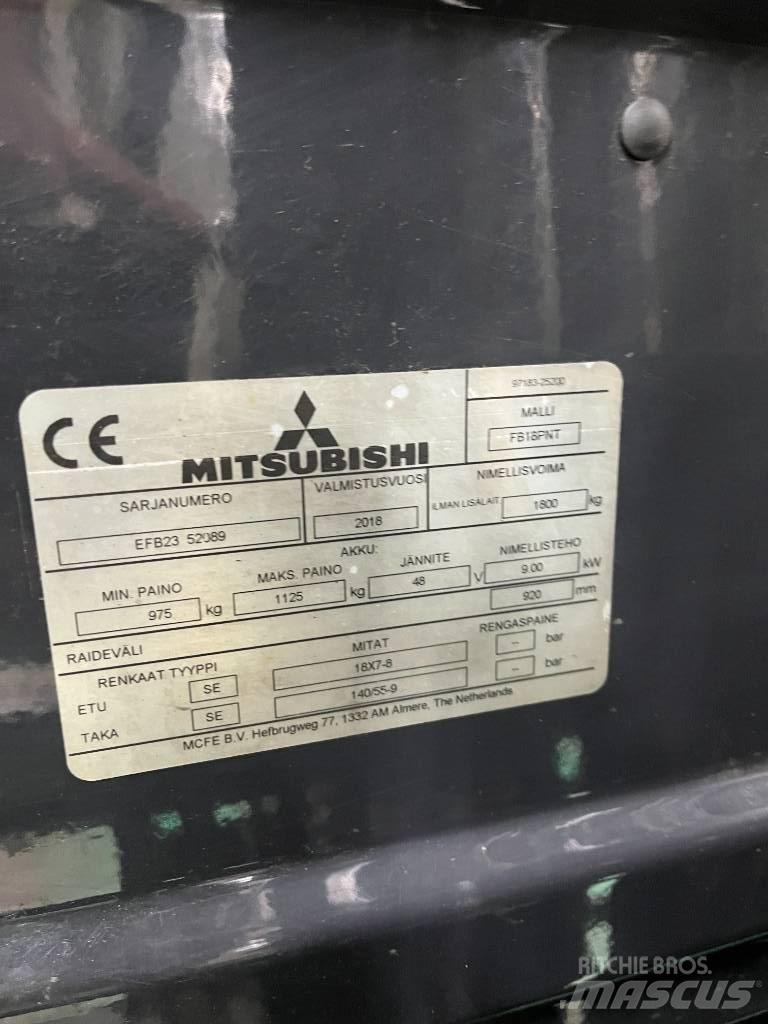 97183-25200
CE
MITSUBISHI
MALLI
FB18PNT
SARJANUMERO
EFB23 52089
VALMISTUSVUOSI
2018
NIMELLISVOIMA
ILMAN LISÄLAIT. 1800 kg
AKKU:
MIN. PAINO
975 kg
MAKS. PAINO
1125 kg
JÄNNITE
48 V
NIMELLISTEHO
9.00 kW
RAIDEVÄLI 920 mm
RENKAAT TYYPPI MITAT RENGASPAINE
ETU SE 18X7-8 -- bar
TAKA SE 140/55-9 -- bar
MCFE B.V. Hefbrugweg 77, 1332 AM Almere, The Netherlands
RITCHIE BROS.
MASCUS